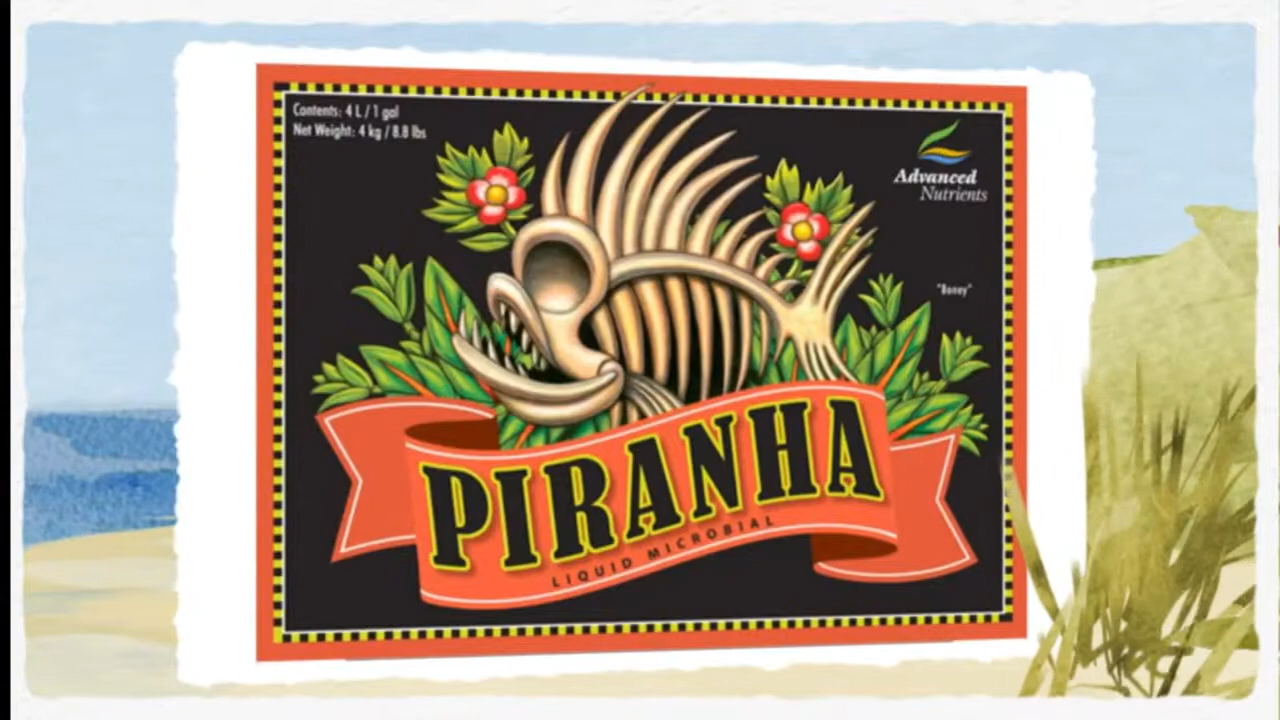 Contents: 4 L / 1 gal
Net Weight: 4 kg / 8.8 lbs
Advanced
Nutrients
"Boney"
PIRANHA
LIQUID MICROBIAL